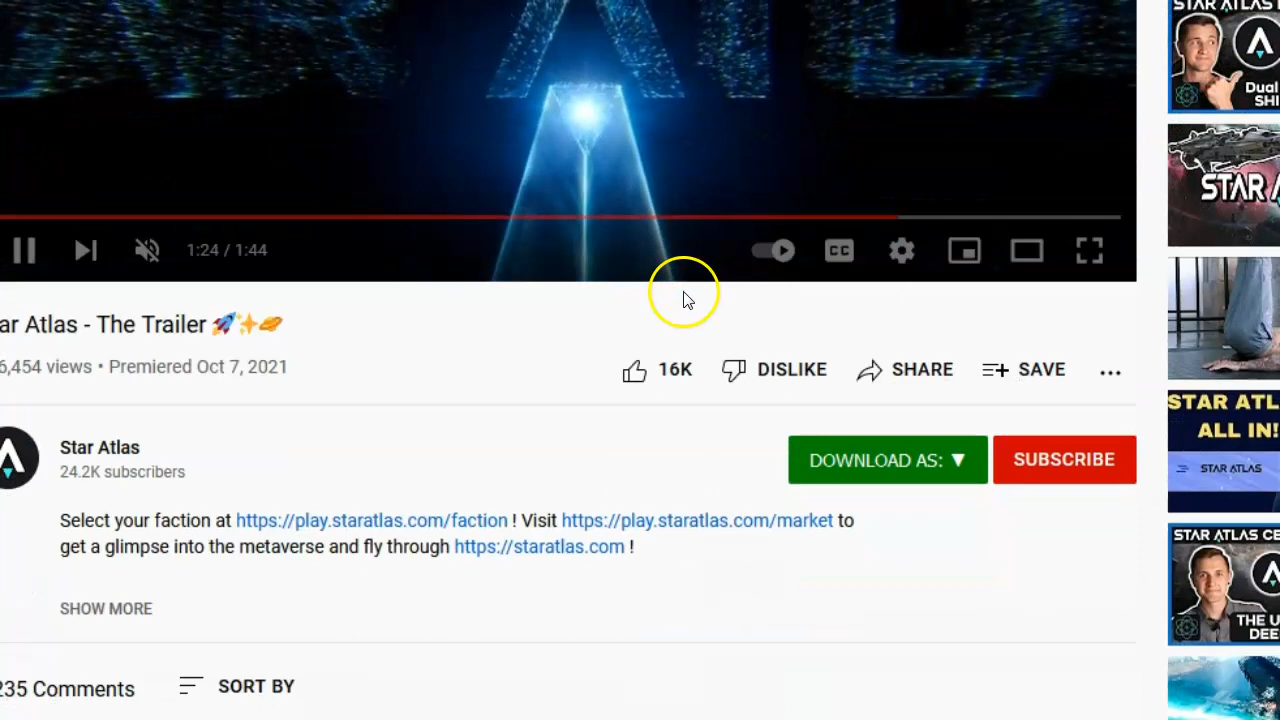 STAR ATLAS
Dual
SHI
STAR A
1:24 / 1:44
CC
ar Atlas - The Trailer 🚀✨🪐
6,454 views • Premiered Oct 7, 2021
16K
DISLIKE
SHARE
SAVE
...
Star Atlas
24.2K subscribers
DOWNLOAD AS: ▼
SUBSCRIBE
STAR ATL
ALL IN!
STAR ATLAS
Select your faction at https://play.staratlas.com/faction ! Visit https://play.staratlas.com/market to
get a glimpse into the metaverse and fly through https://staratlas.com !
STAR ATLAS CE
THE U
DEE
SHOW MORE
235 Comments
SORT BY